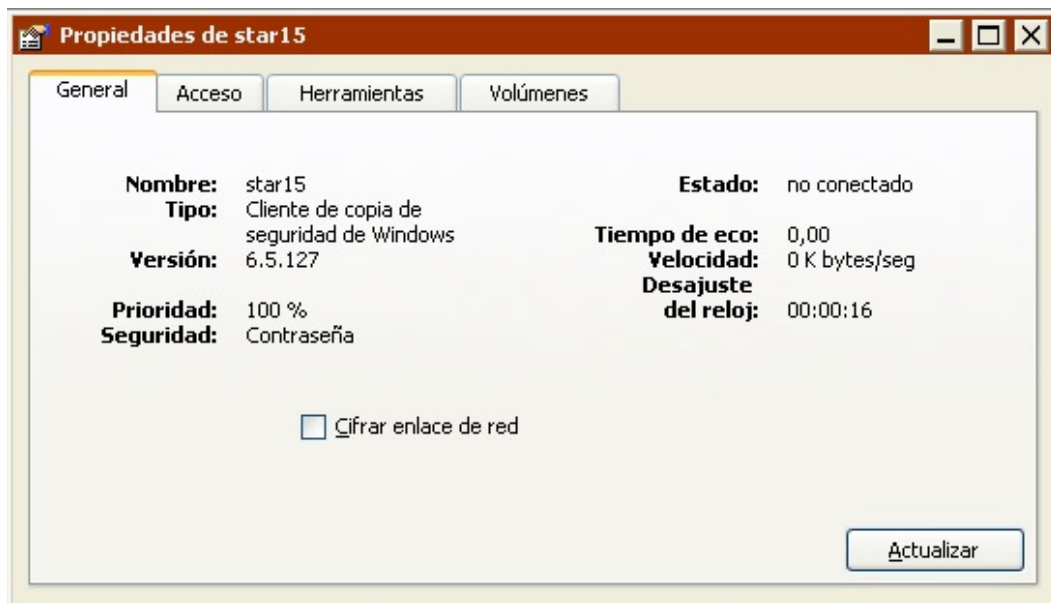 Propiedades de star15
General Acceso Herramientas Volúmenes
Nombre: star15
Tipo: Cliente de copia de
seguridad de Windows
Versión: 6.5.127
Prioridad: 100 %
Seguridad: Contraseña
Estado: no conectado
Tiempo de eco: 0,00
Velocidad: 0 K bytes/seg
Desajuste
del reloj: 00:00:16
Cifrar enlace de red
Actualizar